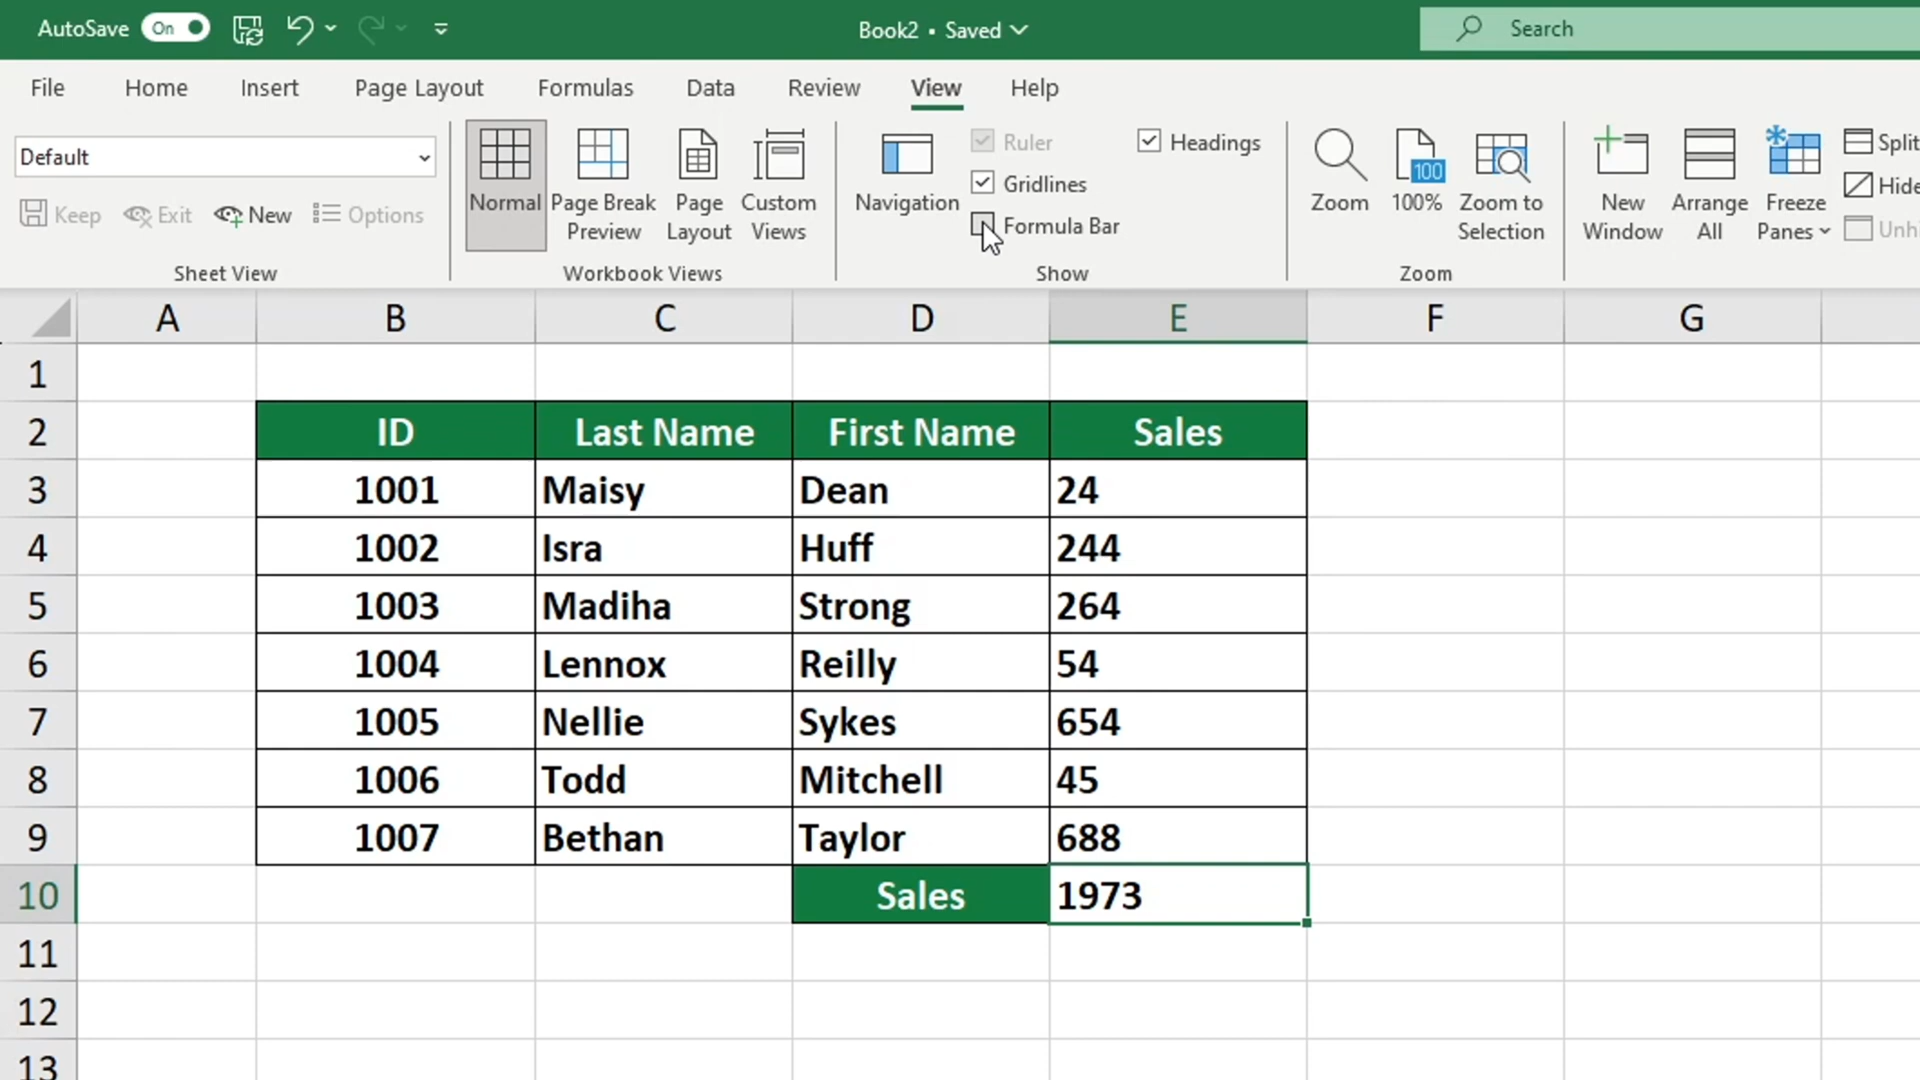 AutoSave On Book2 • Saved Search
File Home Insert Page Layout Formulas Data Review View Help
Default
Keep Exit New Options
Sheet View
Normal
Page Break
Preview
Page
Layout
Custom
Views
Workbook Views
Navigation
Ruler
Gridlines
Formula Bar
Headings
Show
Zoom
100
100%
Zoom to
Selection
Zoom
New
Window
Arrange
All
Freeze
Panes
Split
Hide
Unhi
A B C D E F G
1
2 ID Last Name First Name Sales
3 1001 Maisy Dean 24
4 1002 Isra Huff 244
5 1003 Madiha Strong 264
6 1004 Lennox Reilly 54
7 1005 Nellie Sykes 654
8 1006 Todd Mitchell 45
9 1007 Bethan Taylor 688
10 Sales 1973
11
12
13